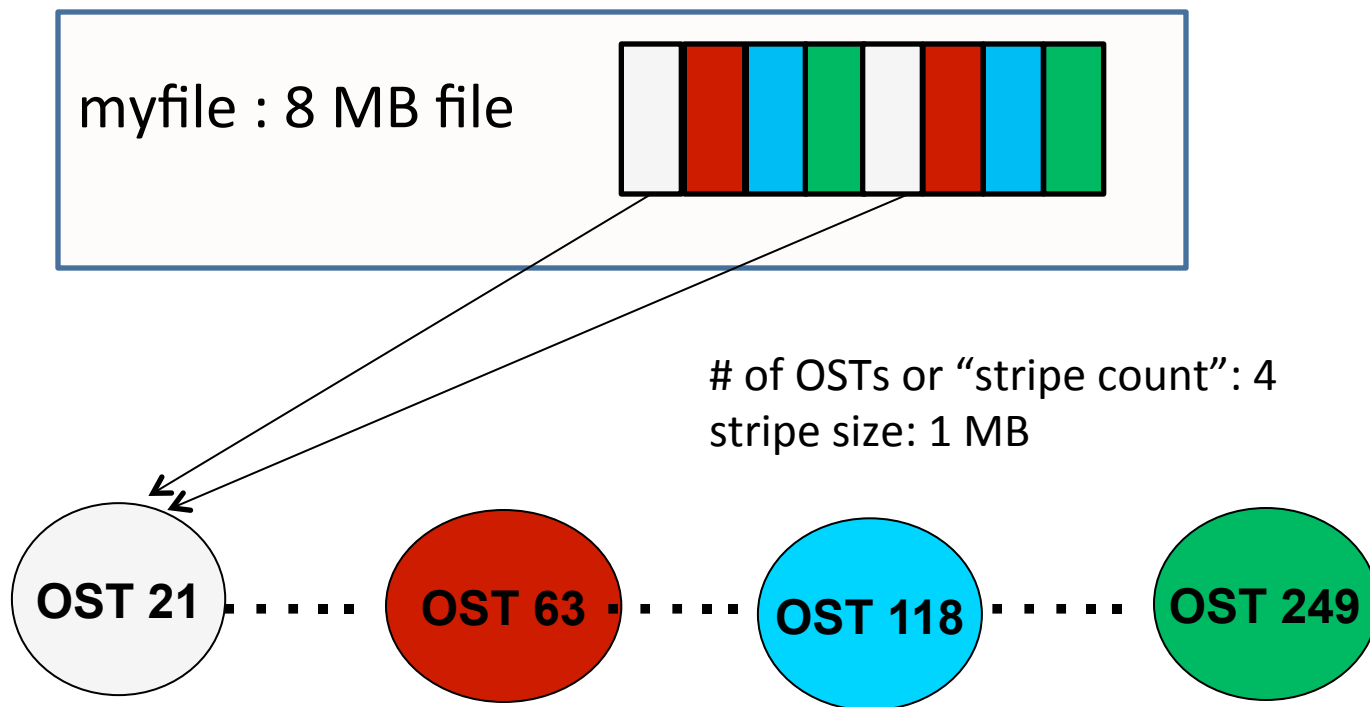 myfile : 8 MB file
# of OSTs or “stripe count”: 4
stripe size: 1 MB
OST 21
OST 63
OST 118
OST 249